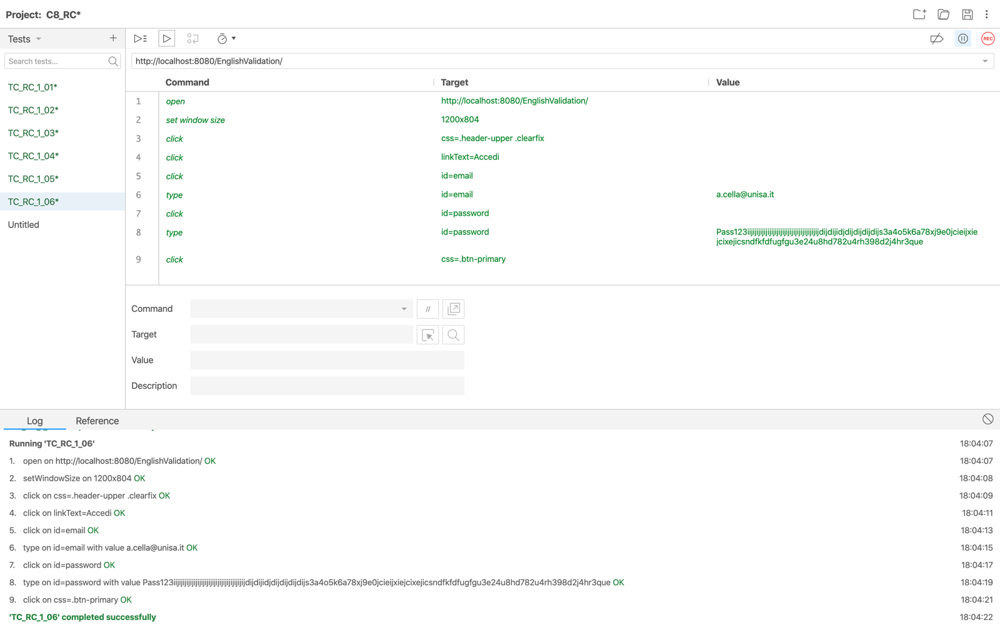 Project: C8_RC*
Tests
REC
Search tests...
http://localhost:8080/EnglishValidation/
TC_RC_1_01*
TC_RC_1_02*
TC_RC_1_03*
TC_RC_1_04*
TC_RC_1_05*
TC_RC_1_06*
Untitled
Command Target Value
1 open http://localhost:8080/EnglishValidation/
2 set window size 1200x804
3 click css=.header-upper .clearfix
4 click linkText=Accedi
5 click id=email
6 type id=email a.cella@unisa.it
7 click id=password
8 type id=password
9 click css=.btn-primary
Command //
Target
Value
Description
Log Reference
Running 'TC_RC_1_06' 18:04:07
1. open on http://localhost:8080/EnglishValidation/ OK 18:04:07
2. setWindowSize on 1200x804 OK 18:04:08
3. click on css=.header-upper .clearfix OK 18:04:09
4. click on linkText=Accedi OK 18:04:11
5. click on id=email OK 18:04:13
6. type on id=email with value a.cella@unisa.it OK 18:04:15
7. click on id=password OK 18:04:17
8. type on id=password with value OK 18:04:19
9. click on css=.btn-primary OK 18:04:21
'TC_RC_1_06' completed successfully 18:04:22